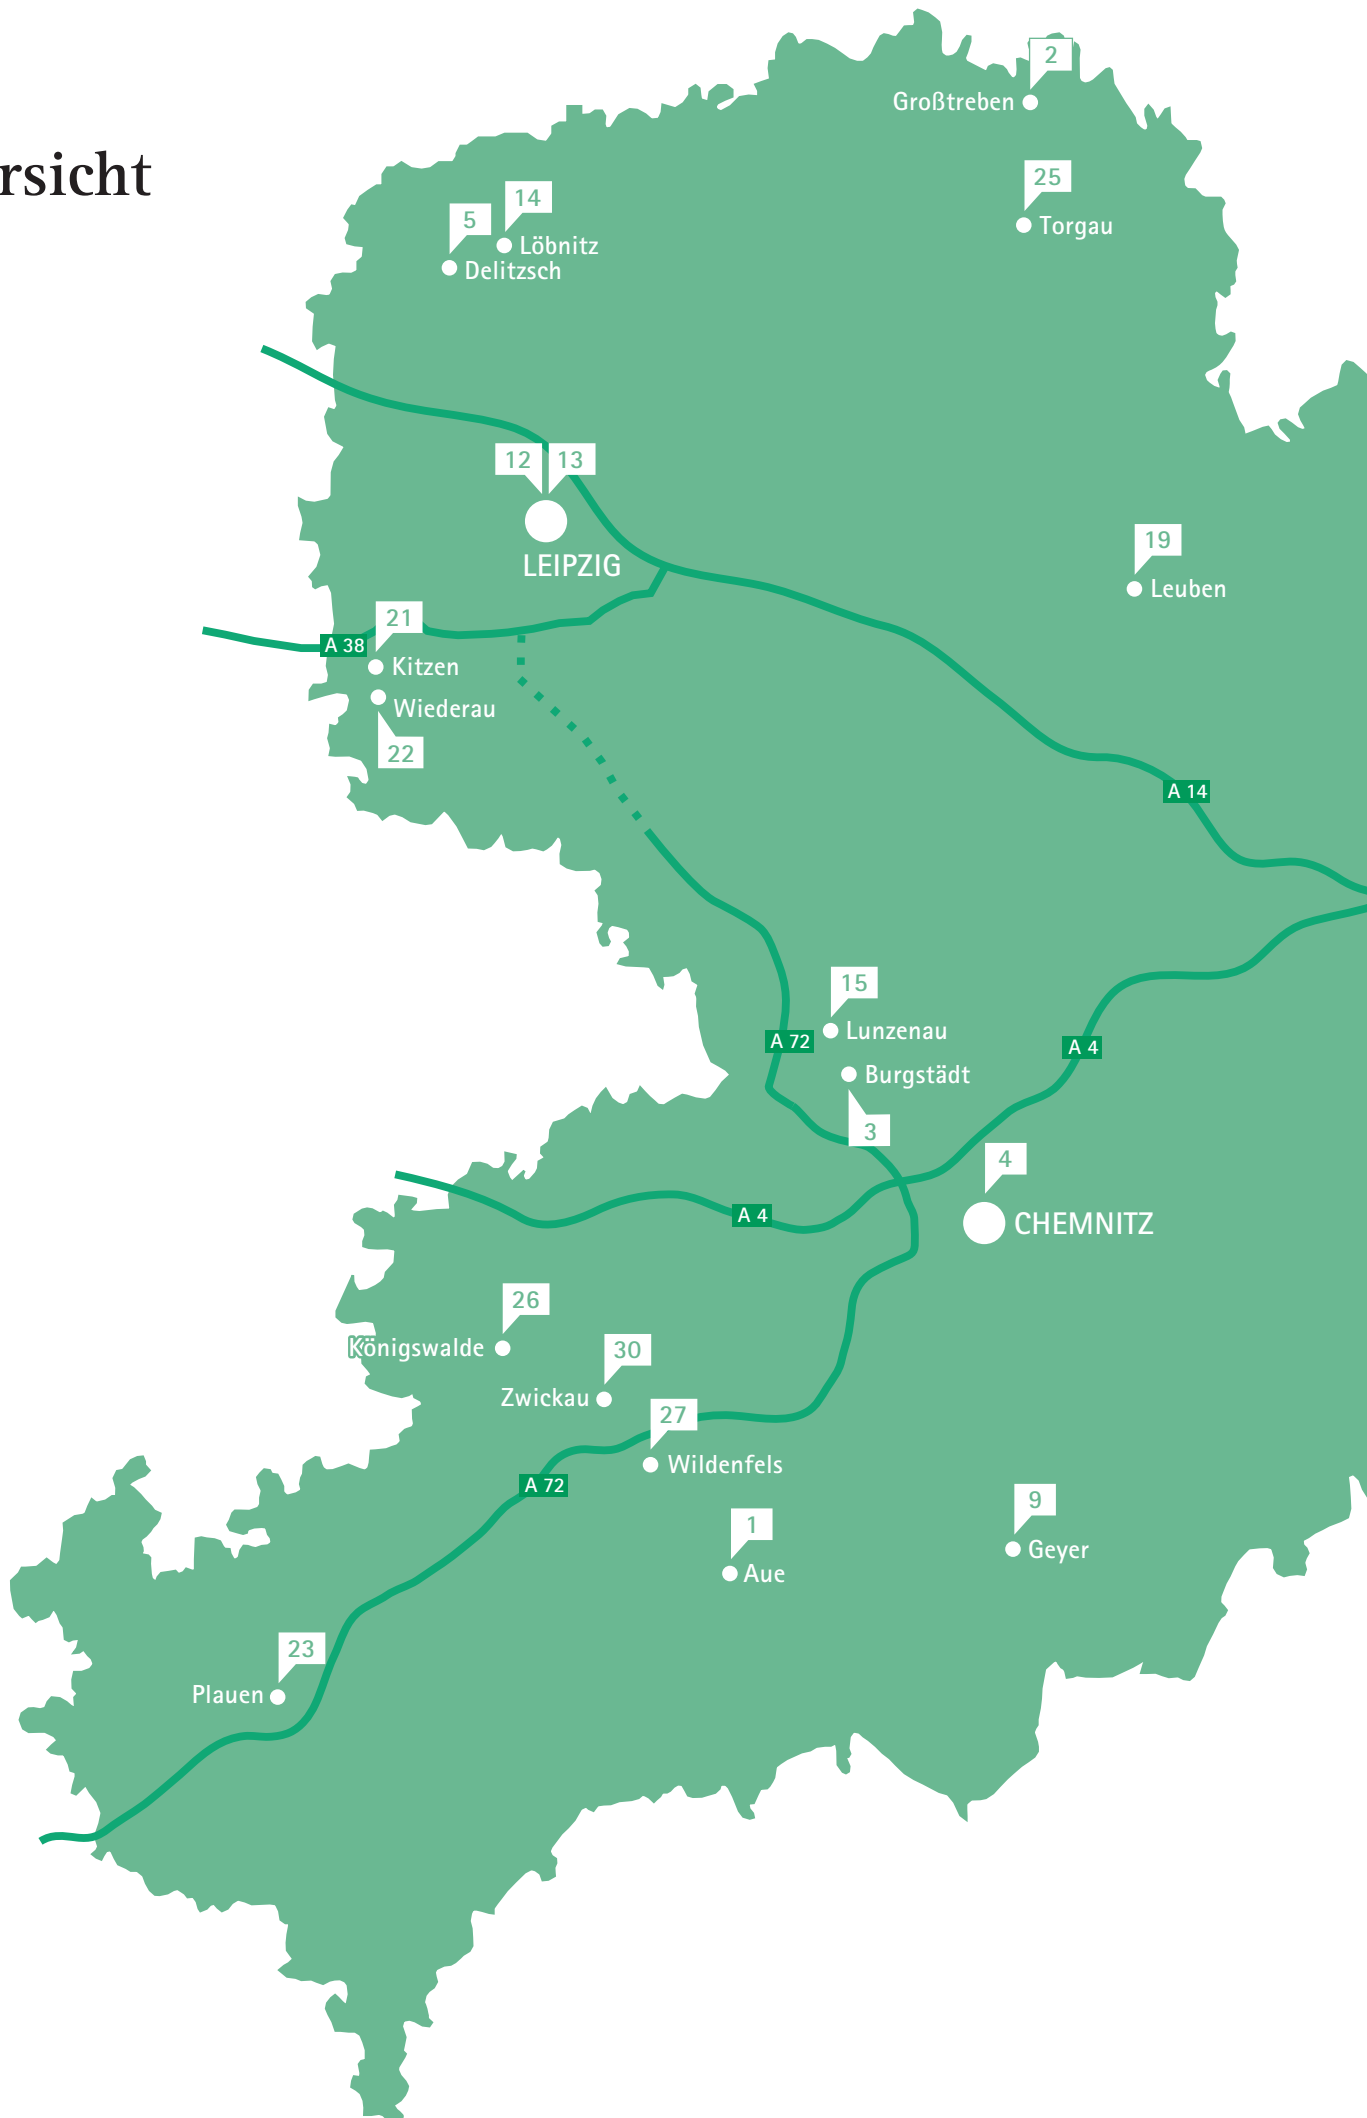 2
Großtreben
rsicht
25
Torgau
14
Löbnitz
5
Delitzsch
12
13
LEIPZIG
19
Leuben
21
A 38
Kitzen
Wiederau
22
A 14
15
Lunzenau
A 72
A 4
Burgstädt
3
4
CHEMNITZ
A 4
26
Königswalde
30
Zwickau
27
Wildenfels
A 72
9
Geyer
1
Aue
23
Plauen